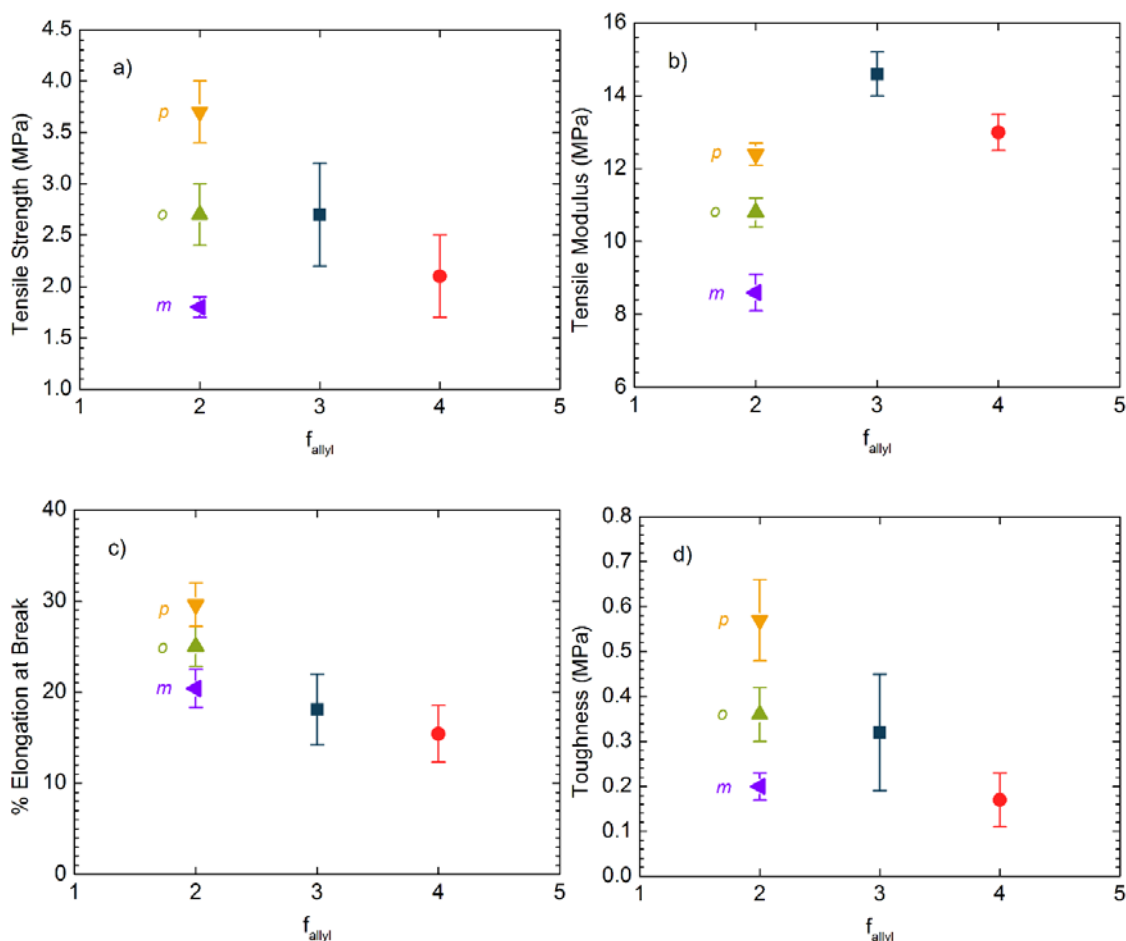 a)
Tensile Strength (MPa)
4.5
4.0
3.5
3.0
2.5
2.0
1.5
1.0
p
o
m
1 2 3 4 5
f_allyl
b)
Tensile Modulus (MPa)
16
14
12
10
8
6
p
o
m
1 2 3 4 5
f_allyl
c)
% Elongation at Break
40
30
20
10
0
p
o
m
1 2 3 4 5
f_allyl
d)
Toughness (MPa)
0.8
0.7
0.6
0.5
0.4
0.3
0.2
0.1
0.0
p
o
m
1 2 3 4 5
f_allyl